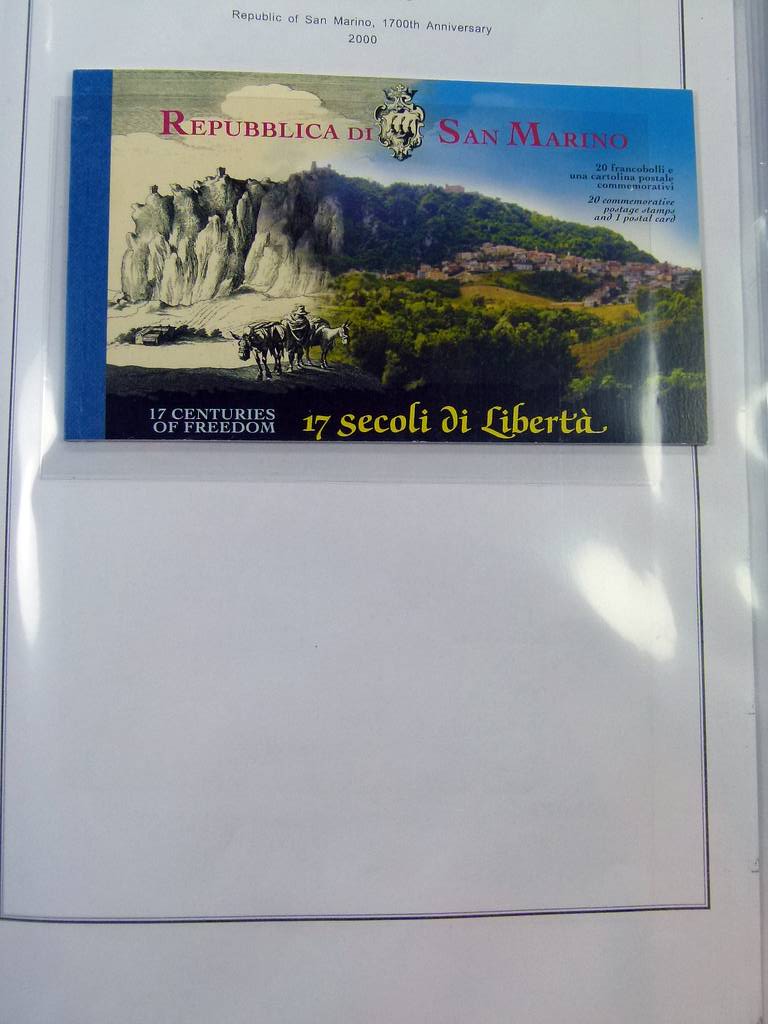 Republic of San Marino, 1700th Anniversary
2000
REPUBBLICA DI SAN MARINO
20 francobolli e
una cartolina postale
commemorativi
20 commemorative
postage stamps
and 1 postal card
17 CENTURIES
OF FREEDOM
17 secoli di Libertà